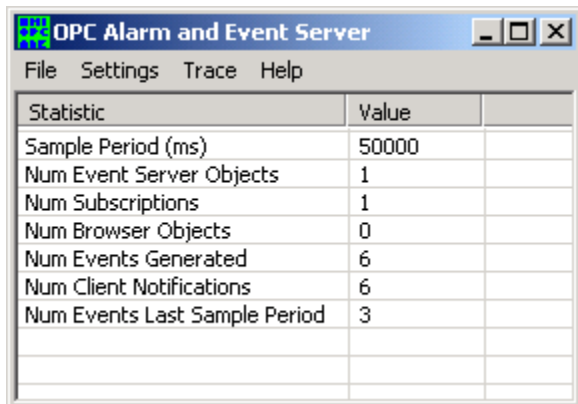 OPC Alarm and Event Server
File Settings Trace Help
Statistic Value
Sample Period (ms) 50000
Num Event Server Objects 1
Num Subscriptions 1
Num Browser Objects 0
Num Events Generated 6
Num Client Notifications 6
Num Events Last Sample Period 3